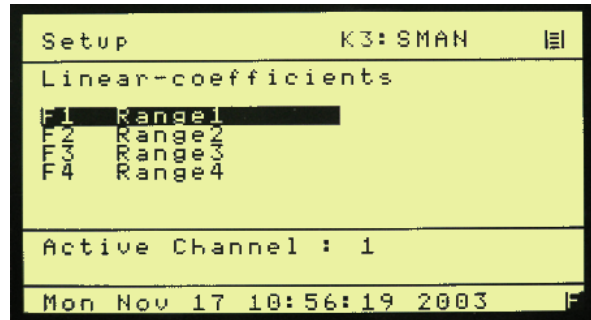 Setup K3:SMAN
Linear-coefficients
F1 Range1
F2 Range2
F3 Range3
F4 Range4
Active Channel : 1
Mon Nov 17 10:56:19 2003